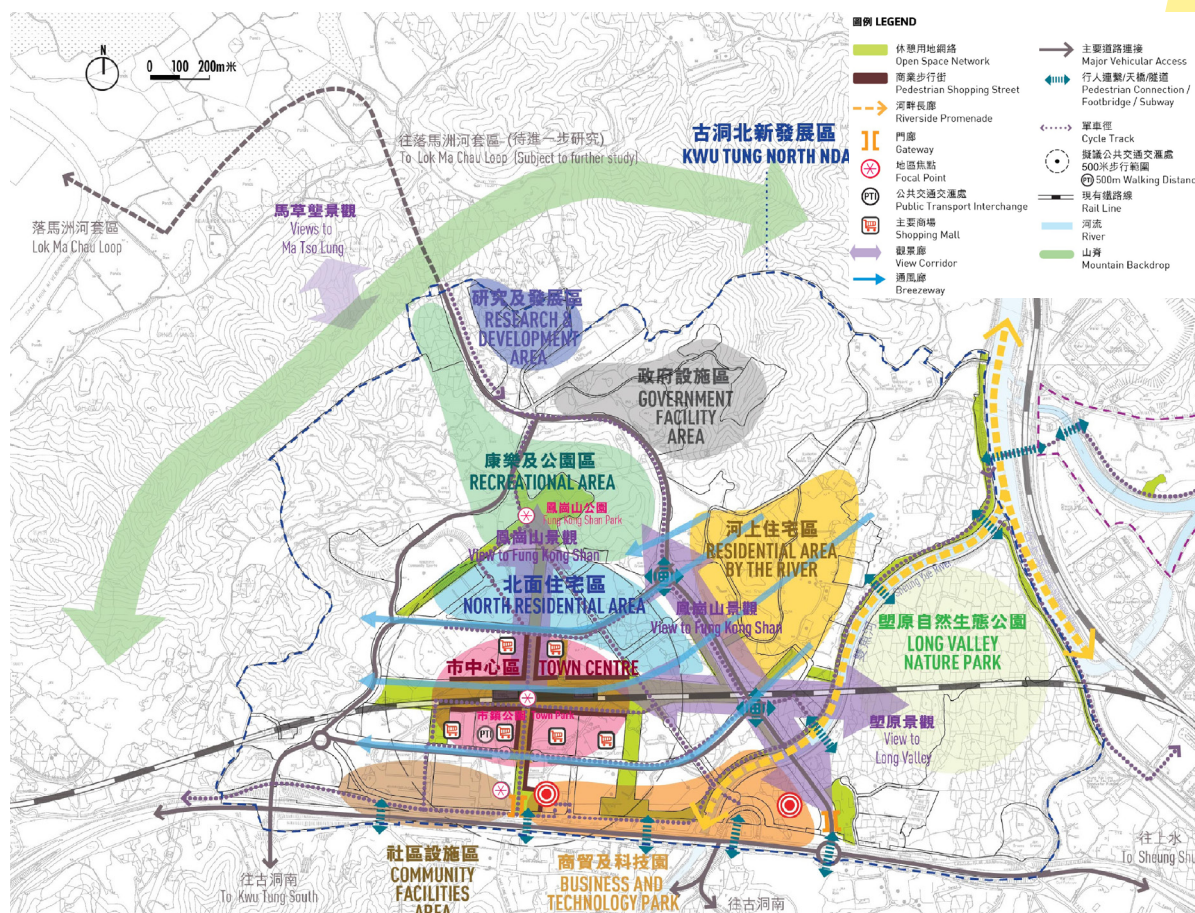 圖例 LEGEND
休憩用地網絡
Open Space Network
商業步行街
Pedestrian Shopping Street
河畔長廊
Riverside Promenade
門廊
Gateway
地區焦點
Focal Point
PTI
公共交通交滙處
Public Transport Interchange
主要商場
Shopping Mall
觀景廊
View Corridor
通風廊
Breezeway
主要道路連接
Major Vehicular Access
行人連繫/天橋/隧道
Pedestrian Connection /
Footbridge / Subway
單車徑
Cycle Track
擬議公共交通交滙處
500米步行範圍
PTI 500m Walking Distance
現有鐵路線
Rail Line
河流
River
山脊
Mountain Backdrop
N
0 100 200m米
往落馬洲河套區 (待進一步研究)
To Lok Ma Chau Loop (Subject to further study)
古洞北新發展區
KWU TUNG NORTH NDA
落馬洲河套區
Lok Ma Chau Loop
馬草壟景觀
Views to
Ma Tso Lung
研究及發展區
RESEARCH &
DEVELOPMENT
AREA
政府設施區
GOVERNMENT
FACILITY
AREA
康樂及公園區
RECREATIONAL AREA
鳳崗山公園
Fung Kong Shan Park
鳳崗山景觀
View to Fung Kong Shan
河上住宅區
RESIDENTIAL AREA
BY THE RIVER
Sheung Yue River
北面住宅區
NORTH RESIDENTIAL AREA
鳳崗山景觀
View to Fung Kong Shan
塱原自然生態公園
LONG VALLEY
NATURE PARK
市中心區 TOWN CENTRE
市鎮公園 Town Park
PTI
塱原景觀
View to
Long Valley
社區設施區
COMMUNITY
FACILITIES
AREA
商貿及科技園
BUSINESS AND
TECHNOLOGY PARK
往古洞南
To Kwu Tung South
往古洞南
往上水
To Sheung Shu